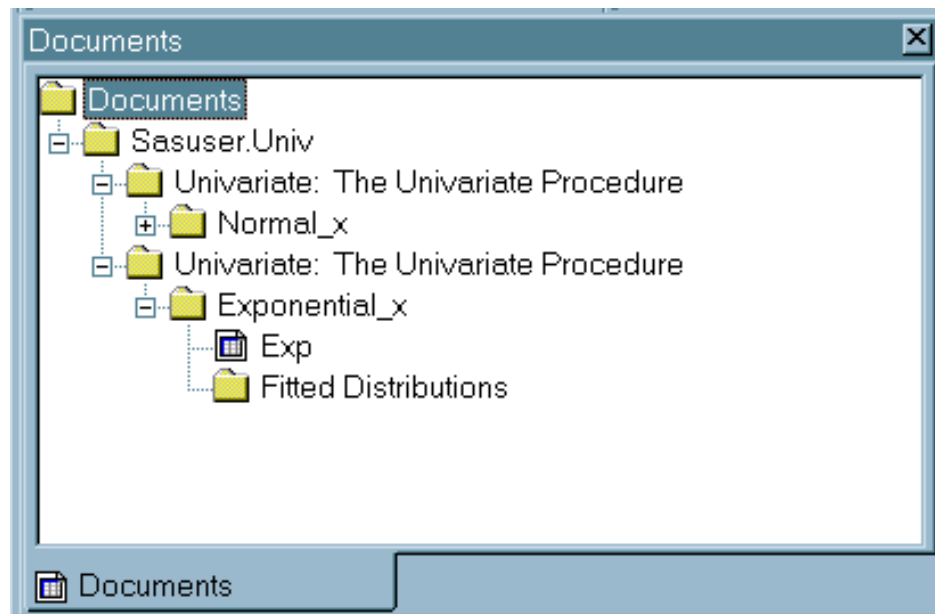 Documents
Documents
Sasuser.Univ
Univariate: The Univariate Procedure
Normal_x
Univariate: The Univariate Procedure
Exponential_x
Exp
Fitted Distributions
Documents